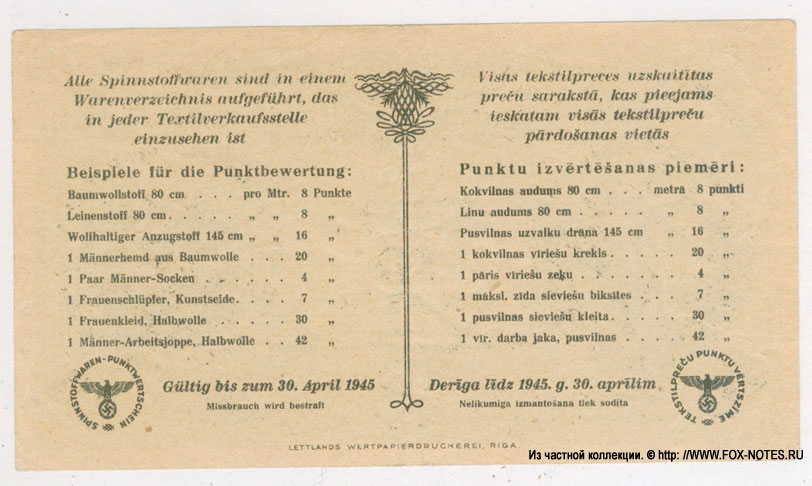 Alle Spinnstoffwaren sind in einem
Warenverzeichnis aufgeführt, das
in jeder Textilverkaufsstelle
einzusehen ist
Beispiele für die Punktbewertung:
Baumwollstoff 80 cm . . . . pro Mtr. 8 Punkte
Leinenstoff 80 cm . . . . . „ „ 8 „
Wollhaltiger Anzugstoff 145 cm „ „ 16 „
1 Männerhemd aus Baumwolle . . . 20 „
1 Paar Männer-Socken . . . . 4 „
1 Frauenschlüpfer, Kunstseide . . . . 7 „
1 Frauenkleid, Halbwolle . . . . 30 „
1 Männer-Arbeitsjoppe, Halbwolle . . . 42 „
SPINNSTOFFWAREN-PUNKTWERTSCHEIN
Gültig bis zum 30. April 1945
Missbrauch wird bestraft
Visas tekstilpreces uzskaitītas
preču sarakstā, kas pieejams
ieskatam visās tekstilpreču
pārdošanas vietās
Punktu izvērtēšanas piemēri:
Kokvilnas audums 80 cm . . . . metrā 8 punkti
Linu audums 80 cm . . . . . „ 8 „
Pusvilnas uzvalku drāna 145 cm „ 16 „
1 kokvilnas vīriešu krekls . . . . 20 „
1 pāris vīriešu zeķu . . . . . 4 „
1 māksl. zīda sieviešu biksītes . . . 7 „
1 pusvilnas sieviešu kleita . . . . 30 „
1 vīr. darba jaka, pusvilnas . . . . 42 „
Derīga līdz 1945. g. 30. aprīlim
Nelikumīga izmantošana tiek sodīta
TEKSTILPREČU PUNKTU VĒRTSZĪME
LETTLANDS WERTPAPIERDRUCKEREI, RIGA
Из частной коллекции. © http: //WWW.FOX-NOTES.RU